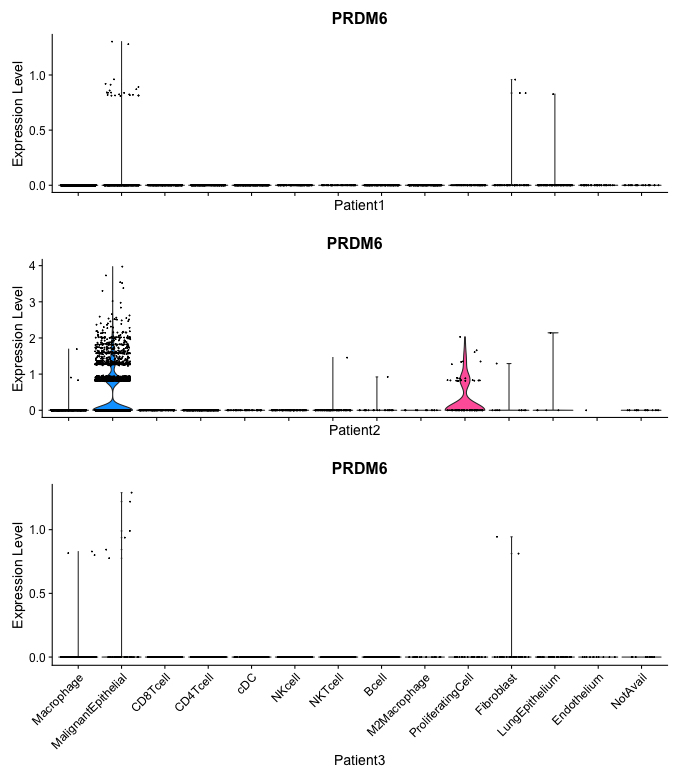 PRDM6
Expression Level
1.0
0.5
0.0
Patient1
PRDM6
Expression Level
4
3
2
1
0
Patient2
PRDM6
Expression Level
1.0
0.5
0.0
Macrophage
MalignantEpithelial
CD8Tcell
CD4Tcell
cDC
NKcell
NKTcell
Bcell
M2Macrophage
ProliferatingCell
Fibroblast
LungEpithelium
Endothelium
NotAvail
Patient3